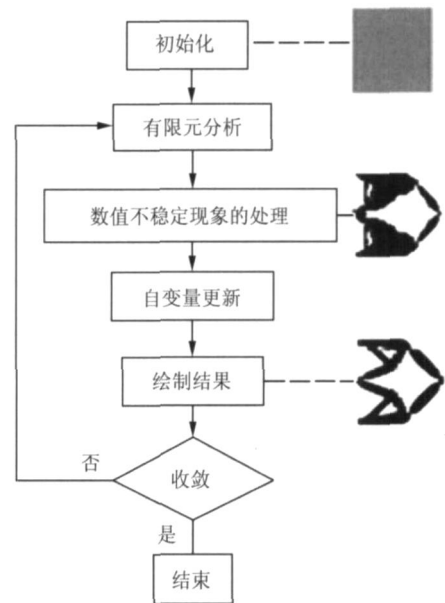 初始化
有限元分析
数值不稳定现象的处理
自变量更新
绘制结果
否
收敛
是
结束